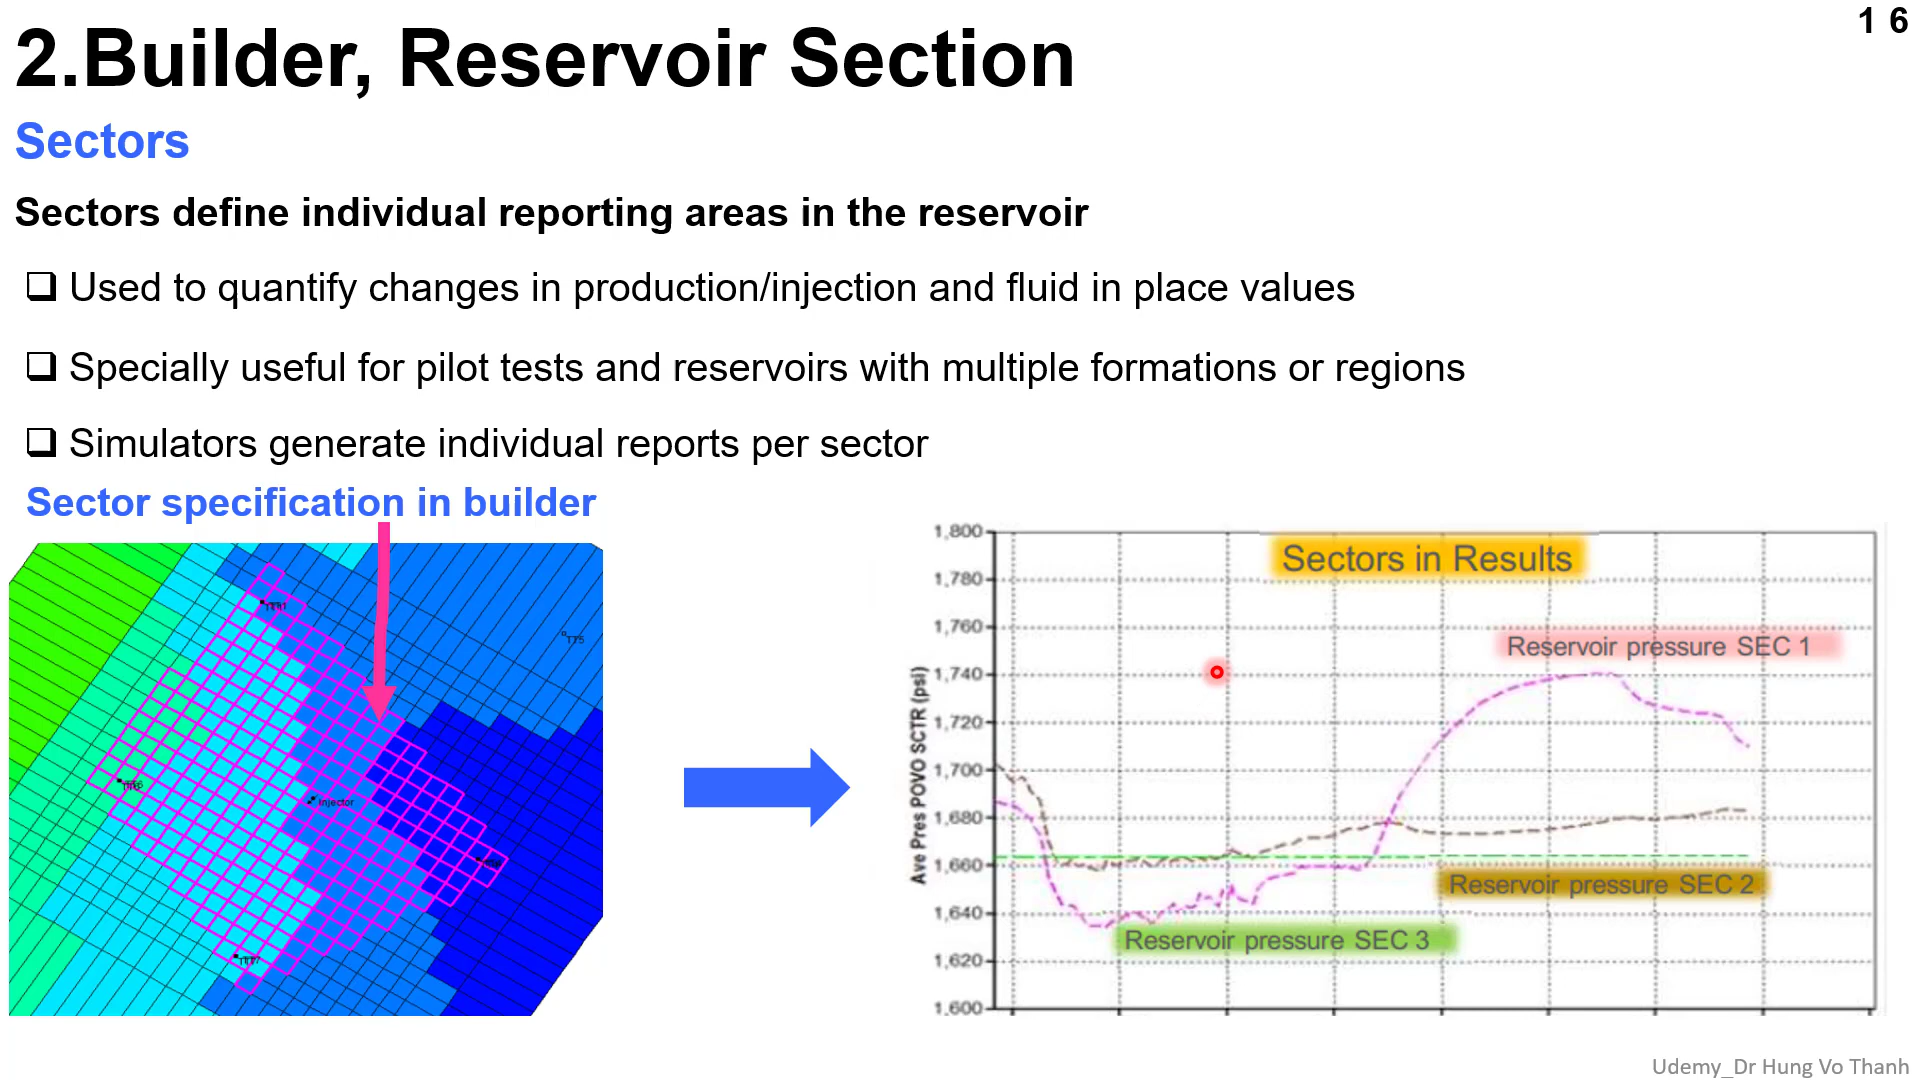 1 6
2.Builder, Reservoir Section
Sectors
Sectors define individual reporting areas in the reservoir
Used to quantify changes in production/injection and fluid in place values
Specially useful for pilot tests and reservoirs with multiple formations or regions
Simulators generate individual reports per sector
Sector specification in builder
TTT5
Injector
Sectors in Results
Ave Pres POVO SCTR (psi)
1,800
1,780
1,760
1,740
1,720
1,700
1,680
1,660
1,640
1,620
1,600
Reservoir pressure SEC 1
Reservoir pressure SEC 2
Reservoir pressure SEC 3
Udemy_Dr Hung Vo Thanh